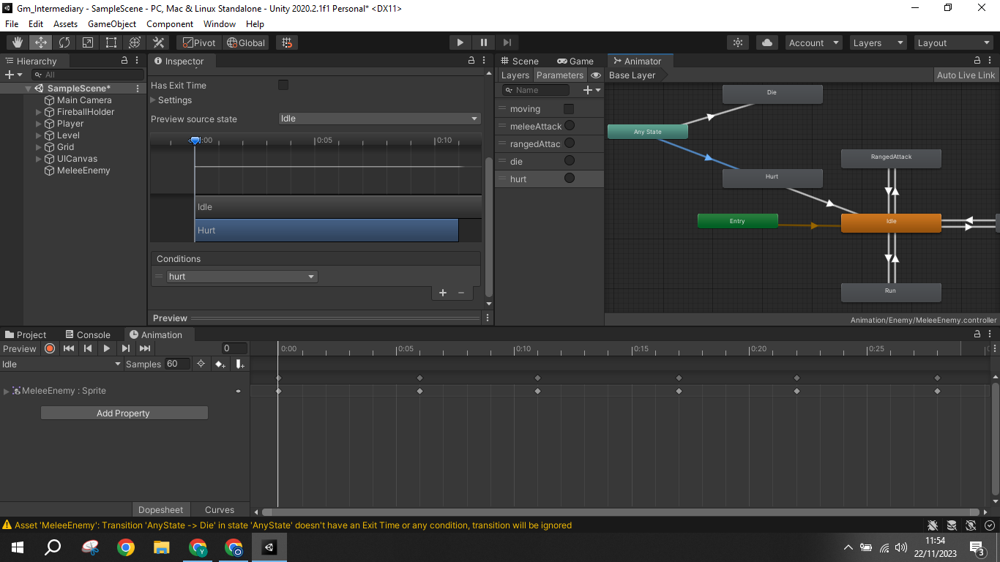 Gm_Intermediary - SampleScene - PC, Mac & Linux Standalone - Unity 2020.2.1f1 Personal* <DX11>
File Edit Assets GameObject Component Window Help
Pivot Global Account Layers Layout
Hierarchy
All
SampleScene*
Main Camera
FireballHolder
Player
Level
Grid
UICanvas
MeleeEnemy
Inspector
Has Exit Time
Settings
Preview source state Idle
0:00 0:05 0:10
Idle
Hurt
Conditions
hurt
Preview
Scene Game
Layers Parameters
Name
moving
meleeAttack
rangedAttac
die
hurt
Animator
Base Layer Auto Live Link
Die
Any State
RangedAttack
Hurt
Entry
Idle
Run
Animation/Enemy/MeleeEnemy.controller
Project Console Animation
Preview 0
Idle Samples 60
MeleeEnemy : Sprite
Add Property
Dopesheet Curves
0:00 0:05 0:10 0:15 0:20 0:25
Asset 'MeleeEnemy': Transition 'AnyState -> Die' in state 'AnyState' doesn't have an Exit Time or any condition, transition will be ignored
11:54
22/11/2023
3